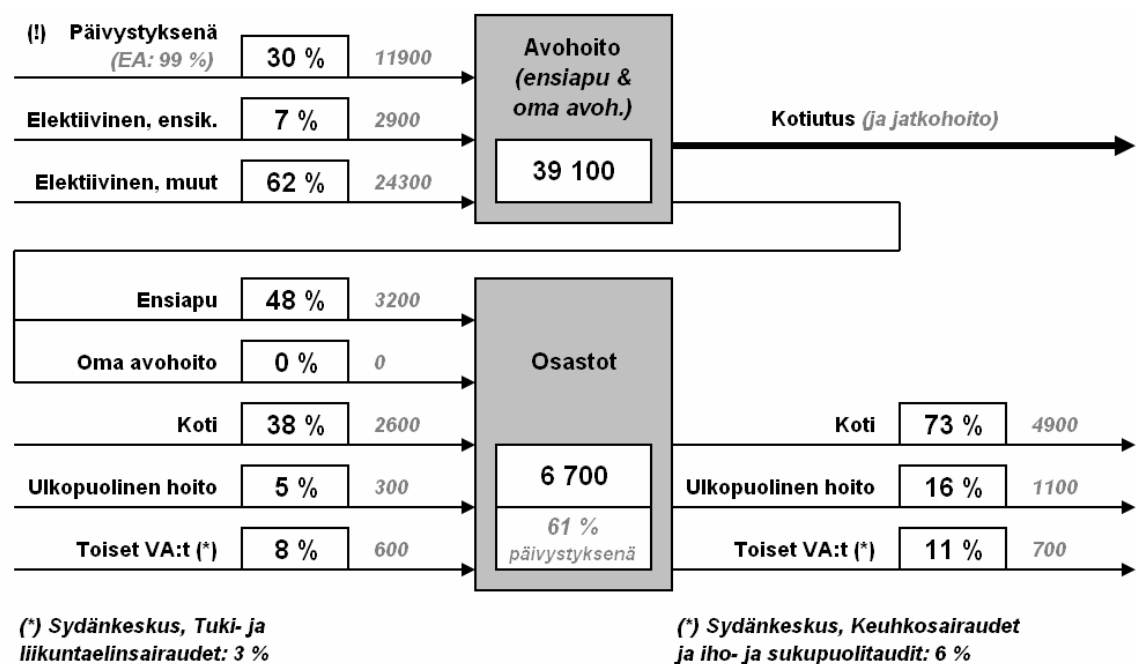 (!) Päivystyksenä 30 % 11900
(EA: 99 %)
Elektiivinen, ensik. 7 % 2900
Elektiivinen, muut 62 % 24300
Avohoito
(ensiapu &
oma avoh.)
39 100
Kotiutus (ja jatkohoito)
Ensiapu 48 % 3200
Oma avohoito 0 % 0
Koti 38 % 2600
Ulkopuolinen hoito 5 % 300
Toiset VA:t (*) 8 % 600
Osastot
6 700
61 %
päivystyksenä
Koti 73 % 4900
Ulkopuolinen hoito 16 % 1100
Toiset VA:t (*) 11 % 700
(*) Sydänkeskus, Tuki- ja
liikuntaelinsairaudet: 3 %
(*) Sydänkeskus, Keuhkosairaudet
ja iho- ja sukupuolitaudit: 6 %